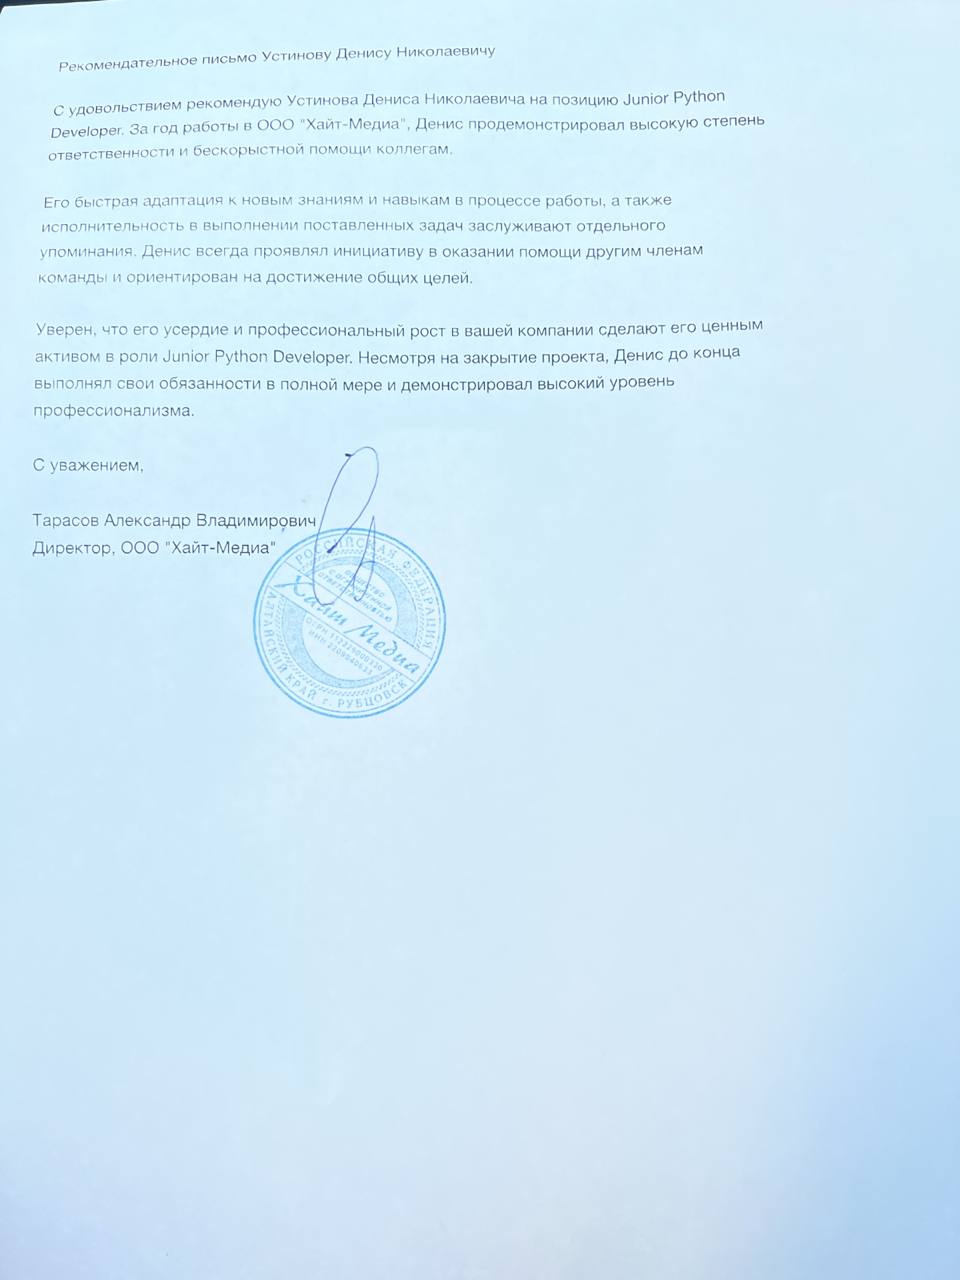 Рекомендательное письмо Устинову Денису Николаевичу
С удовольствием рекомендую Устинова Дениса Николаевича на позицию Junior Python
Developer. За год работы в ООО "Хайт-Медиа", Денис продемонстрировал высокую степень
ответственности и бескорыстной помощи коллегам.
Его быстрая адаптация к новым знаниям и навыкам в процессе работы, а также
исполнительность в выполнении поставленных задач заслуживают отдельного
упоминания. Денис всегда проявлял инициативу в оказании помощи другим членам
команды и ориентирован на достижение общих целей.
Уверен, что его усердие и профессиональный рост в вашей компании сделают его ценным
активом в роли Junior Python Developer. Несмотря на закрытие проекта, Денис до конца
выполнял свои обязанности в полной мере и демонстрировал высокий уровень
профессионализма.
С уважением,
Тарасов Александр Владимирович
Директор, ООО "Хайт-Медиа"
РОССИЙСКАЯ ФЕДЕРАЦИЯ
ОБЩЕСТВО
С ОГРАНИЧЕННОЙ
ОТВЕТСТВЕННОСТЬЮ
Хайт Медиа
ОГРН
ИНН
АЛТАЙСКИЙ КРАЙ г. РУБЦОВСК